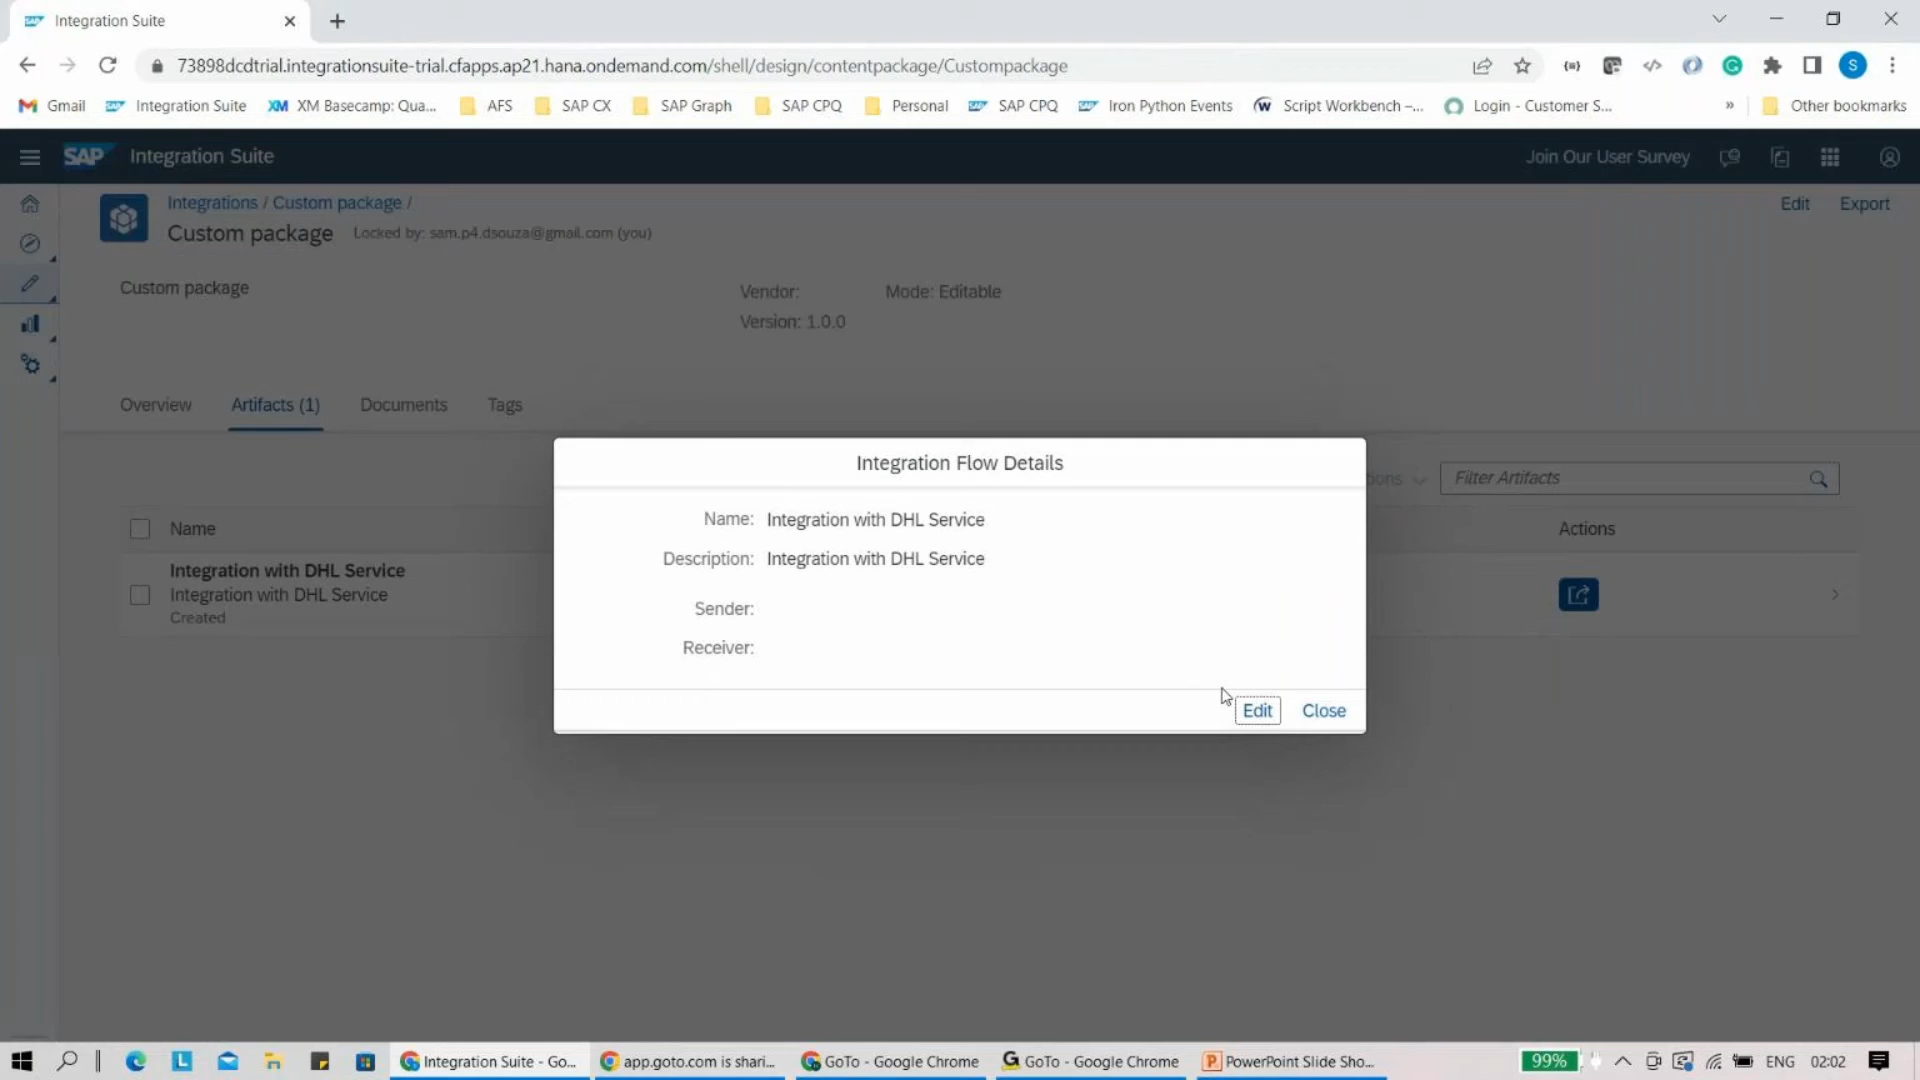 Integration Suite
73898dcdtrial.integrationsuite-trial.cfapps.ap21.hana.ondemand.com/shell/design/contentpackage/Custompackage
S
Gmail Integration Suite XM Basecamp: Qua... AFS SAP CX SAP Graph SAP CPQ Personal SAP CPQ Iron Python Events Script Workbench –... Login - Customer S... » Other bookmarks
SAP Integration Suite Join Our User Survey
Integrations / Custom package / Edit Export
Custom package Locked by: sam.p4.dsouza@gmail.com (you)
Custom package Vendor: Mode: Editable
Version: 1.0.0
Overview Artifacts (1) Documents Tags
Integration Flow Details
Filter Artifacts
Name: Integration with DHL Service
Name Actions
Description: Integration with DHL Service
Integration with DHL Service
Integration with DHL Service
Created
Sender:
Receiver:
Edit Close
Integration Suite - Go... app.goto.com is shari... GoTo - Google Chrome GoTo - Google Chrome PowerPoint Slide Sho... 99% ENG 02:02